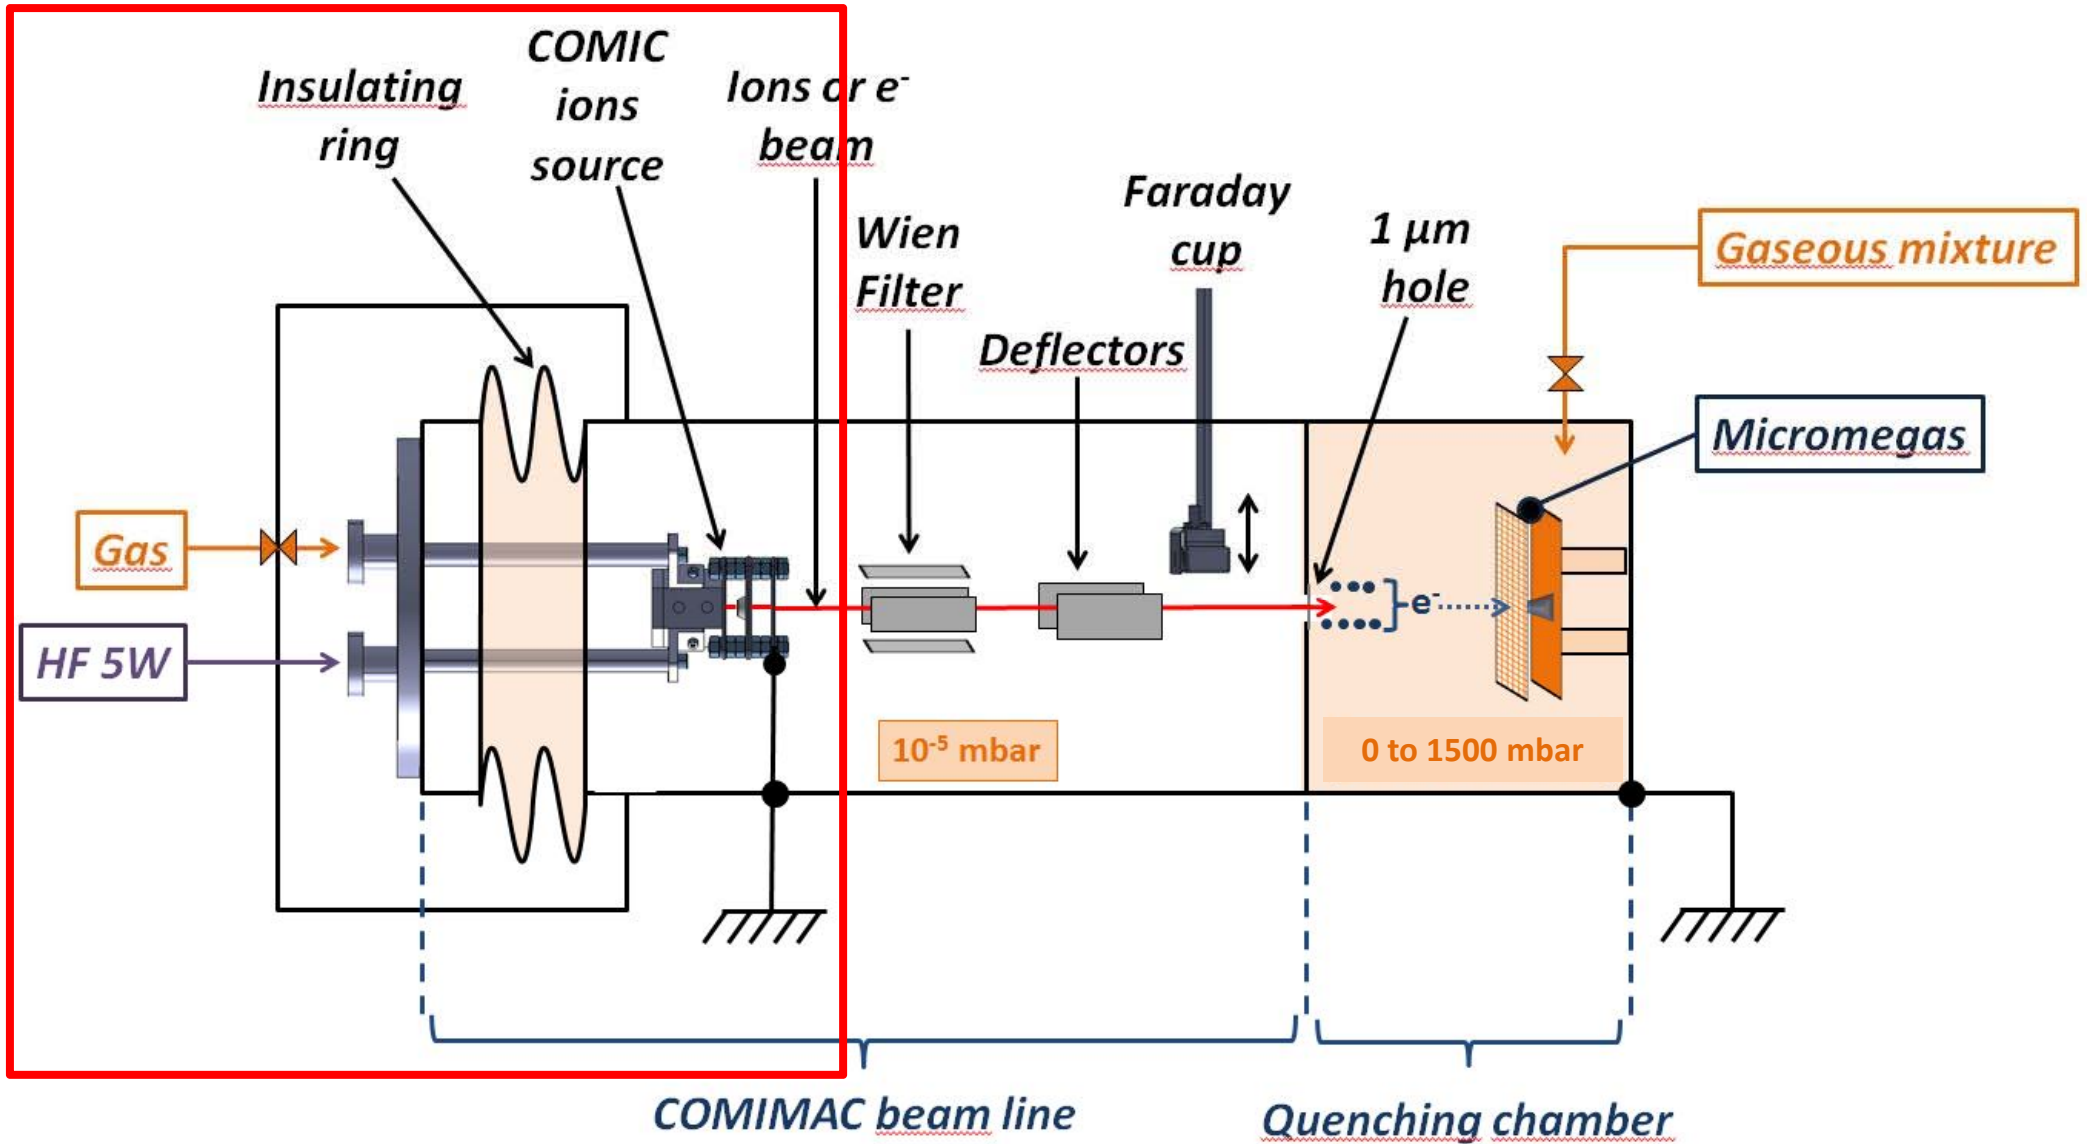 COMIC
ions
source
Insulating
ring
Ions or e-
beam
Wien
Filter
Deflectors
Faraday
cup
1 µm
hole
Gaseous mixture
Micromegas
Gas
HF 5W
e-
10-5 mbar
0 to 1500 mbar
COMIMAC beam line
Quenching chamber